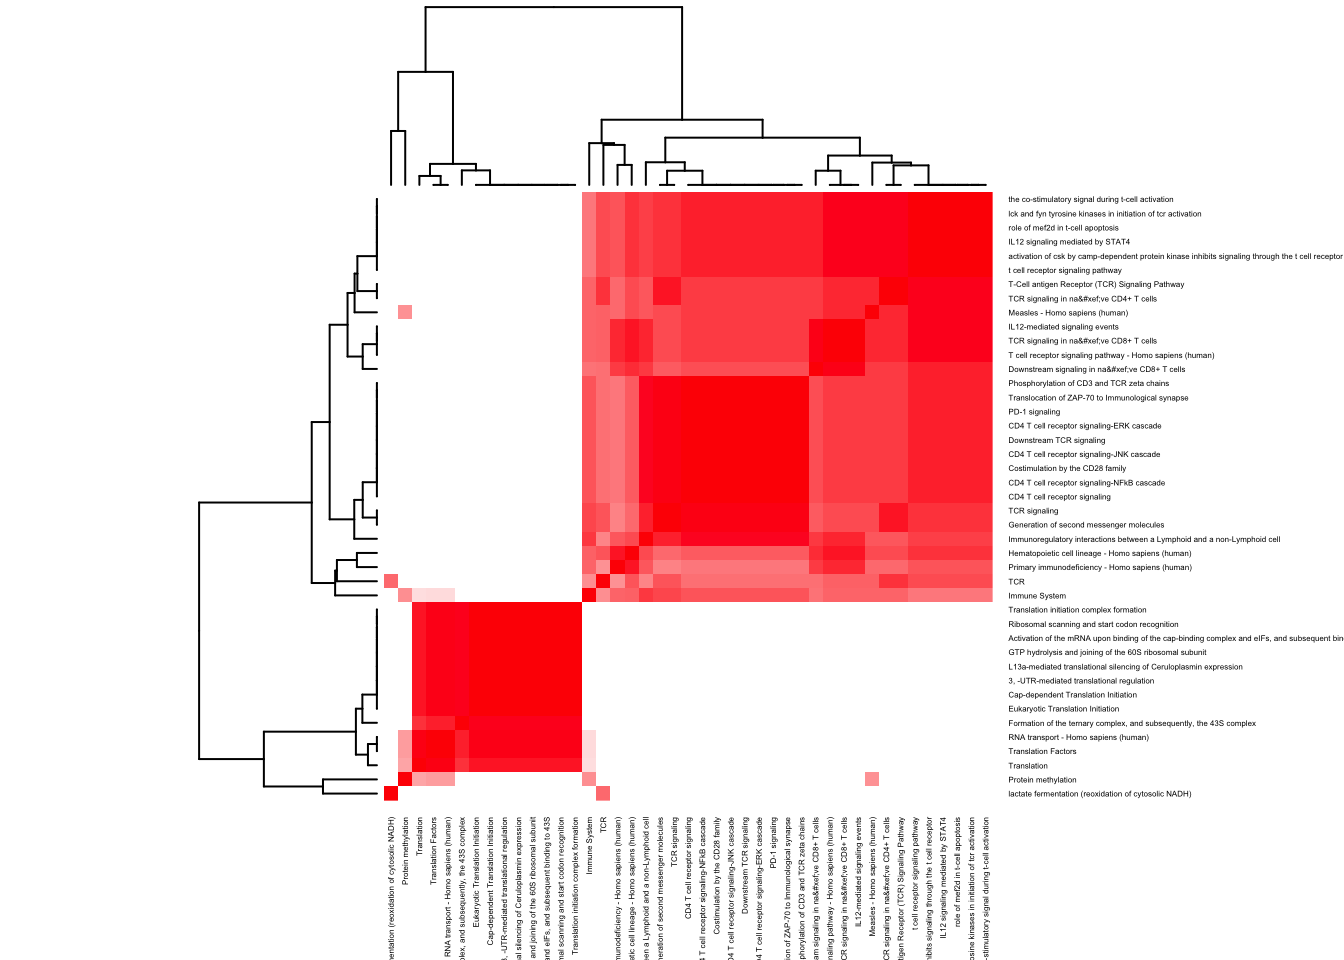 the co-stimulatory signal during t-cell activation
lck and fyn tyrosine kinases in initiation of tcr activation
role of mef2d in t-cell apoptosis
IL12 signaling mediated by STAT4
activation of csk by camp-dependent protein kinase inhibits signaling through the t cell receptor
t cell receptor signaling pathway
T-Cell antigen Receptor (TCR) Signaling Pathway
TCR signaling in na&#xef;ve CD4+ T cells
Measles - Homo sapiens (human)
IL12-mediated signaling events
TCR signaling in na&#xef;ve CD8+ T cells
T cell receptor signaling pathway - Homo sapiens (human)
Downstream signaling in na&#xef;ve CD8+ T cells
Phosphorylation of CD3 and TCR zeta chains
Translocation of ZAP-70 to Immunological synapse
PD-1 signaling
CD4 T cell receptor signaling-ERK cascade
Downstream TCR signaling
CD4 T cell receptor signaling-JNK cascade
Costimulation by the CD28 family
CD4 T cell receptor signaling-NFkB cascade
CD4 T cell receptor signaling
TCR signaling
Generation of second messenger molecules
Immunoregulatory interactions between a Lymphoid and a non-Lymphoid cell
Hematopoietic cell lineage - Homo sapiens (human)
Primary immunodeficiency - Homo sapiens (human)
TCR
Immune System
Translation initiation complex formation
Ribosomal scanning and start codon recognition
Activation of the mRNA upon binding of the cap-binding complex and eIFs, and subsequent bin
GTP hydrolysis and joining of the 60S ribosomal subunit
L13a-mediated translational silencing of Ceruloplasmin expression
3, -UTR-mediated translational regulation
Cap-dependent Translation Initiation
Eukaryotic Translation Initiation
Formation of the ternary complex, and subsequently, the 43S complex
RNA transport - Homo sapiens (human)
Translation Factors
Translation
Protein methylation
lactate fermentation (reoxidation of cytosolic NADH)
entation (reoxidation of cytosolic NADH)
Protein methylation
Translation
Translation Factors
RNA transport - Homo sapiens (human)
lex, and subsequently, the 43S complex
Eukaryotic Translation Initiation
Cap-dependent Translation Initiation
3, -UTR-mediated translational regulation
al silencing of Ceruloplasmin expression
and joining of the 60S ribosomal subunit
and eIFs, and subsequent binding to 43S
nal scanning and start codon recognition
Translation initiation complex formation
Immune System
TCR
unodeficiency - Homo sapiens (human)
tic cell lineage - Homo sapiens (human)
en a Lymphoid and a non-Lymphoid cell
neration of second messenger molecules
TCR signaling
CD4 T cell receptor signaling
4 T cell receptor signaling-NFkB cascade
Costimulation by the CD28 family
04 T cell receptor signaling-JNK cascade
Downstream TCR signaling
4 T cell receptor signaling-ERK cascade
PD-1 signaling
ion of ZAP-70 to Immunological synapse
phorylation of CD3 and TCR zeta chains
am signaling in na&#xef;ve CD8+ T cells
naling pathway - Homo sapiens (human)
CR signaling in na&#xef;ve CD8+ T cells
IL12-mediated signaling events
Measles - Homo sapiens (human)
CR signaling in na&#xef;ve CD4+ T cells
tigen Receptor (TCR) Signaling Pathway
t cell receptor signaling pathway
hibits signaling through the t cell receptor
IL12 signaling mediated by STAT4
role of mef2d in t-cell apoptosis
osine kinases in initiation of tcr activation
-stimulatory signal during t-cell activation